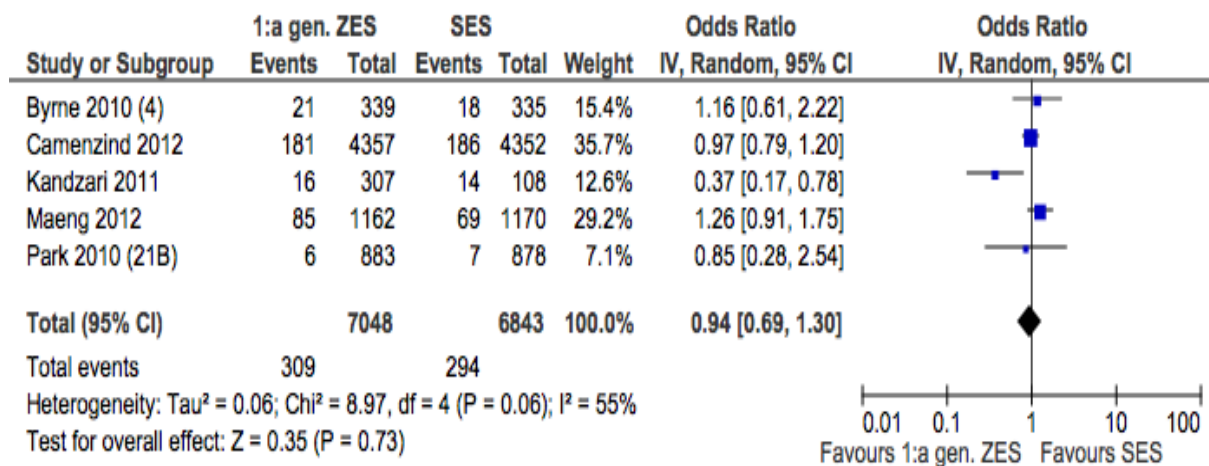 1:a gen. ZES SES Odds Ratio Odds Ratio
Study or Subgroup Events Total Events Total Weight IV, Random, 95% CI IV, Random, 95% CI
Byrne 2010 (4) 21 339 18 335 15.4% 1.16 [0.61, 2.22]
Camenzind 2012 181 4357 186 4352 35.7% 0.97 [0.79, 1.20]
Kandzari 2011 16 307 14 108 12.6% 0.37 [0.17, 0.78]
Maeng 2012 85 1162 69 1170 29.2% 1.26 [0.91, 1.75]
Park 2010 (21B) 6 883 7 878 7.1% 0.85 [0.28, 2.54]
Total (95% CI) 7048 6843 100.0% 0.94 [0.69, 1.30]
Total events 309 294
Heterogeneity: Tau² = 0.06; Chi² = 8.97, df = 4 (P = 0.06); I² = 55%
Test for overall effect: Z = 0.35 (P = 0.73)
0.01 0.1 1 10 100
Favours 1:a gen. ZES Favours SES